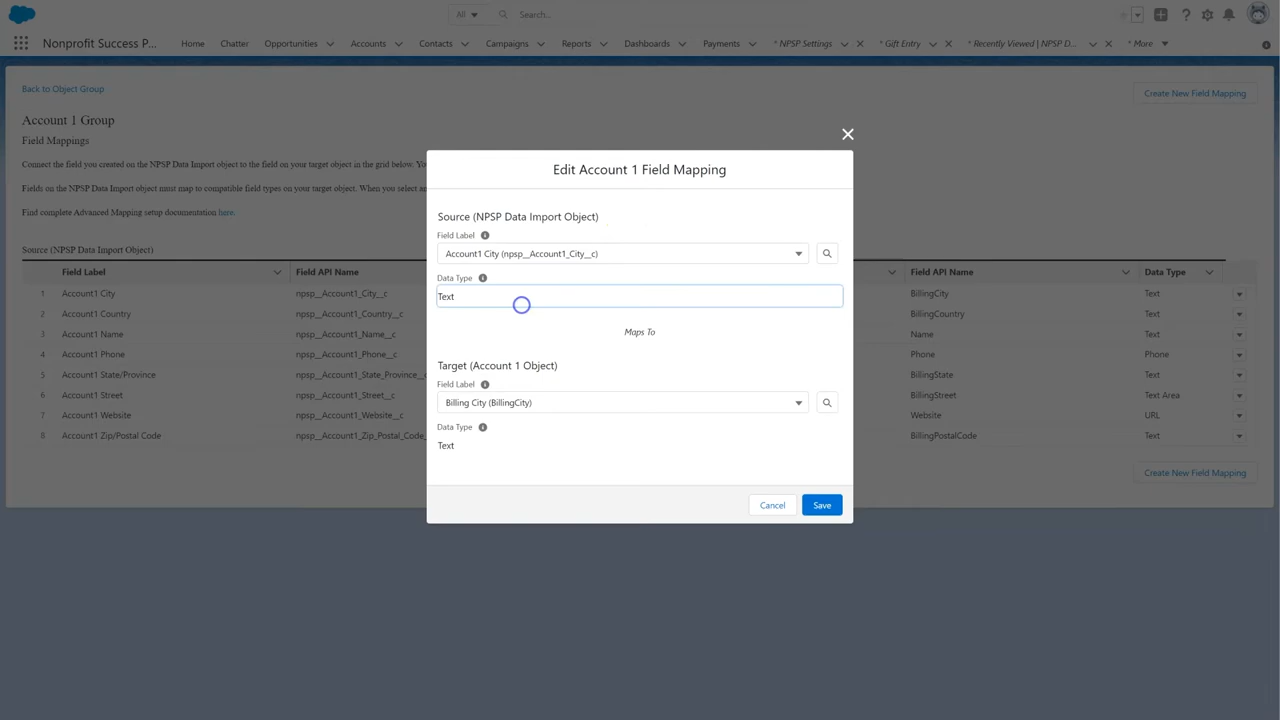 All
Search...
Nonprofit Success P...
Home
Chatter
Opportunities
Accounts
Contacts
Campaigns
Reports
Dashboards
Payments
* NPSP Settings
* Gift Entry
* Recently Viewed | NPSP D...
* More
Back to Object Group
Create New Field Mapping
Account 1 Group
Field Mappings
Connect the field you created on the NPSP Data Import object to the field on your target object in the grid below. You
Fields on the NPSP Data Import object must map to compatible field types on your target object. When you select an
Find complete Advanced Mapping setup documentation here.
Source (NPSP Data Import Object)
Field Label Field API Name Field API Name Data Type
1 Account1 City npsp__Account1_City__c BillingCity Text
2 Account1 Country npsp__Account1_Country__c BillingCountry Text
3 Account1 Name npsp__Account1_Name__c Name Text
4 Account1 Phone npsp__Account1_Phone__c Phone Phone
5 Account1 State/Province npsp__Account1_State_Province__c BillingState Text
6 Account1 Street npsp__Account1_Street__c BillingStreet Text Area
7 Account1 Website npsp__Account1_Website__c Website URL
8 Account1 Zip/Postal Code npsp__Account1_Zip_Postal_Code_ BillingPostalCode Text
Create New Field Mapping
Edit Account 1 Field Mapping
Source (NPSP Data Import Object)
Field Label
Account1 City (npsp__Account1_City__c)
Data Type
Text
Maps To
Target (Account 1 Object)
Field Label
Billing City (BillingCity)
Data Type
Text
Cancel
Save